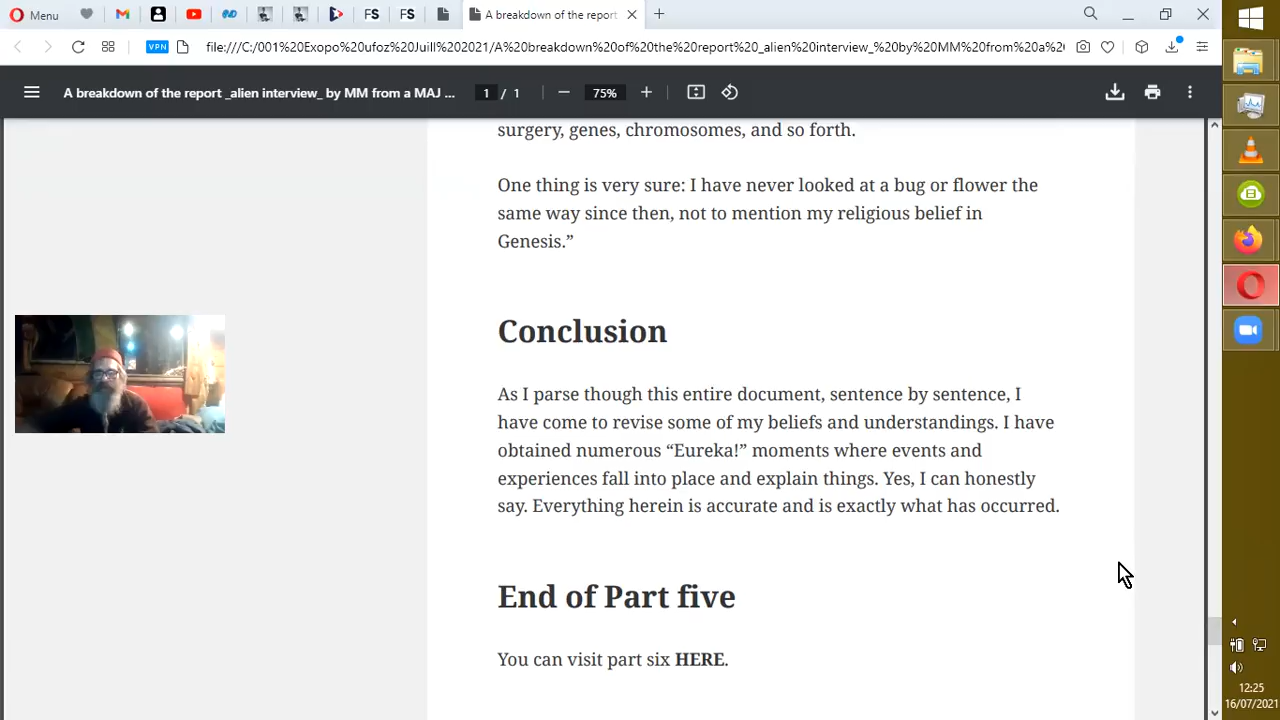 Menu
FS
FS
A breakdown of the report
VPN
file:///C:/001%20Exopo%20ufoz%20Juill%202021/A%20breakdown%20of%20the%20report%20_alien%20interview_%20by%20MM%20from%20a%2(
A breakdown of the report _alien interview_ by MM from a MAJ ...
1 / 1
75%
surgery, genes, chromosomes, and so forth.
One thing is very sure: I have never looked at a bug or flower the
same way since then, not to mention my religious belief in
Genesis.”
Conclusion
As I parse though this entire document, sentence by sentence, I
have come to revise some of my beliefs and understandings. I have
obtained numerous “Eureka!” moments where events and
experiences fall into place and explain things. Yes, I can honestly
say. Everything herein is accurate and is exactly what has occurred.
End of Part five
You can visit part six HERE.
12:25
16/07/2021